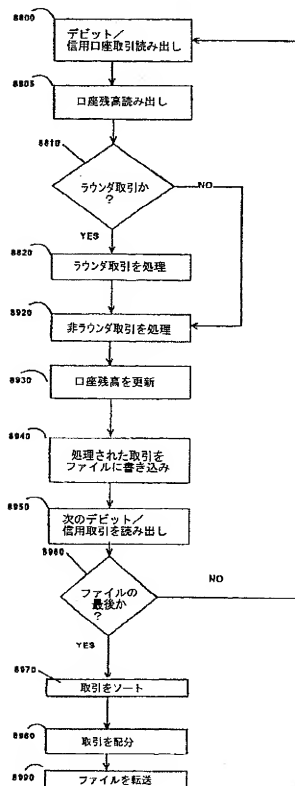 8800
デビット／
信用口座取引読み出し
8805
口座残高読み出し
8810
ラウンダ取引か
?
NO
YES
8820
ラウンダ取引を処理
8920
非ラウンダ取引を処理
8930
口座残高を更新
8940
処理された取引を
ファイルに書き込み
8950
次のデビット／
信用取引を読み出し
8960
ファイルの
最後か
?
NO
YES
8970
取引をソート
8980
取引を配分
8990
ファイルを転送